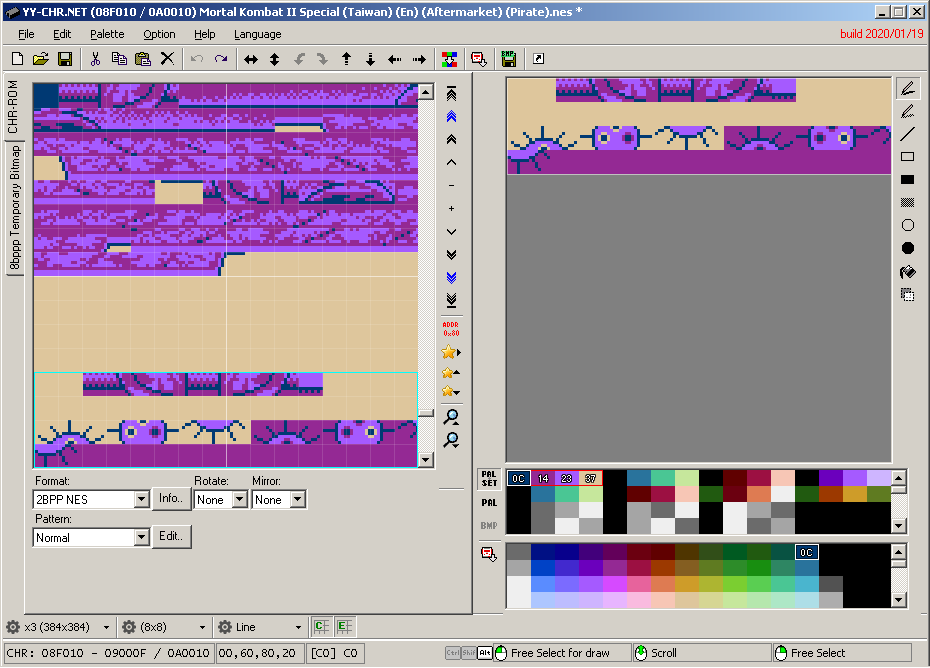 YY-CHR.NET (08F010 / 0A0010) Mortal Kombat II Special (Taiwan) (En) (Aftermarket) (Pirate).nes *
File Edit Palette Option Help Language
build 2020/01/19
CHR-ROM
8bppp Temporary Bitmap
ADDR
0x80
Format:
Rotate:
Mirror:
2BPP NES
Info..
None
None
Pattern:
Normal
Edit..
PAL
SET
PAL
BMP
0C 14 23 37
0C
x3 (384x384)
(8x8)
Line
C
E
CHR: 08F010 - 09000F / 0A0010
00,60,80,20
[C0] C0
Ctrl Shift Alt
Free Select for draw
Scroll
Free Select